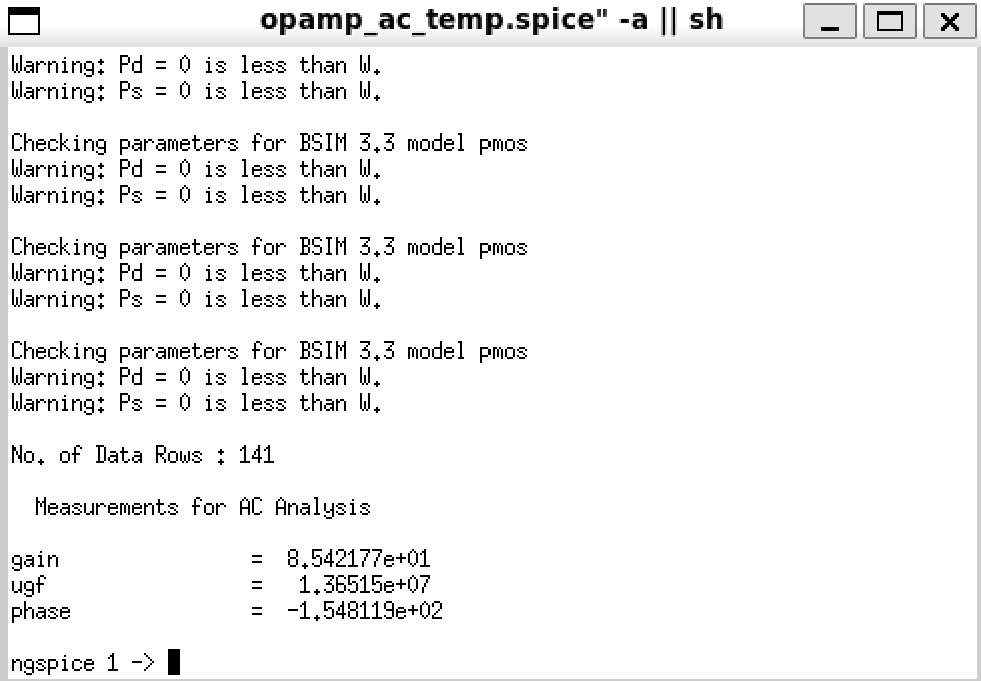 opamp_ac_temp.spice" -a || sh
Warning: Pd = 0 is less than W.
Warning: Ps = 0 is less than W.
Checking parameters for BSIM 3.3 model pmos
Warning: Pd = 0 is less than W.
Warning: Ps = 0 is less than W.
Checking parameters for BSIM 3.3 model pmos
Warning: Pd = 0 is less than W.
Warning: Ps = 0 is less than W.
Checking parameters for BSIM 3.3 model pmos
Warning: Pd = 0 is less than W.
Warning: Ps = 0 is less than W.
No. of Data Rows : 141
Measurements for AC Analysis
gain = 8.542177e+01
ugf = 1.36515e+07
phase = -1.548119e+02
ngspice 1 ->